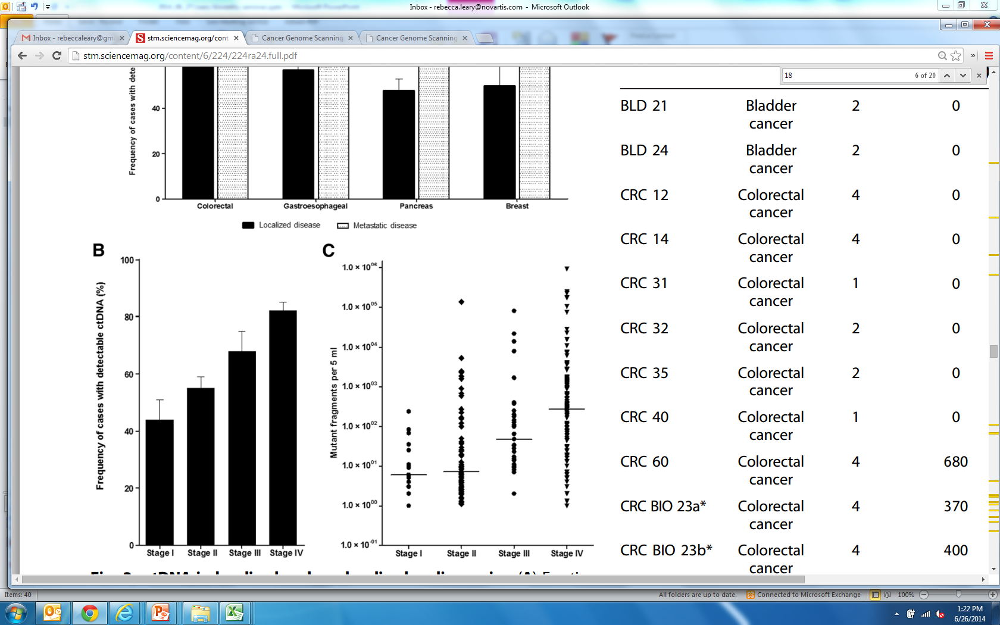 Inbox - rebecca.leary@novartis.com - Microsoft Outlook
Inbox - rebeccaleary@gm
stm.sciencemag.org/cont
Cancer Genome Scanning
Cancer Genome Scanning
stm.sciencemag.org/content/6/224/224ra24.full.pdf
18
6 of 20
Frequency of cases with dete
40
20
0
Colorectal
Gastroesophageal
Pancreas
Breast
Localized disease
Metastatic disease
B
Frequency of cases with detectable ctDNA (%)
100
80
60
40
20
0
Stage I
Stage II
Stage III
Stage IV
C
Mutant fragments per 5 ml
1.0 × 10^06
1.0 × 10^05
1.0 × 10^04
1.0 × 10^03
1.0 × 10^02
1.0 × 10^01
1.0 × 10^00
1.0 × 10^-01
Stage I
Stage II
Stage III
Stage IV
BLD 21 Bladder 2 0
cancer
BLD 24 Bladder 2 0
cancer
CRC 12 Colorectal 4 0
cancer
CRC 14 Colorectal 4 0
cancer
CRC 31 Colorectal 1 0
cancer
CRC 32 Colorectal 2 0
cancer
CRC 35 Colorectal 2 0
cancer
CRC 40 Colorectal 1 0
cancer
CRC 60 Colorectal 4 680
cancer
CRC BIO 23a* Colorectal 4 370
cancer
CRC BIO 23b* Colorectal 4 400
cancer
Items: 40
All folders are up to date.
Connected to Microsoft Exchange
100%
1:22 PM
6/26/2014